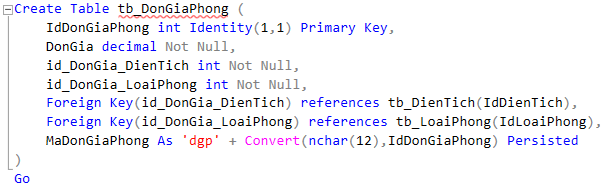 Create Table tb_DonGiaPhong (
IdDonGiaPhong int Identity(1,1) Primary Key,
DonGia decimal Not Null,
id_DonGia_DienTich int Not Null,
id_DonGia_LoaiPhong int Not Null,
Foreign Key(id_DonGia_DienTich) references tb_DienTich(IdDienTich),
Foreign Key(id_DonGia_LoaiPhong) references tb_LoaiPhong(IdLoaiPhong),
MaDonGiaPhong As 'dgp' + Convert(nchar(12),IdDonGiaPhong) Persisted
)
Go